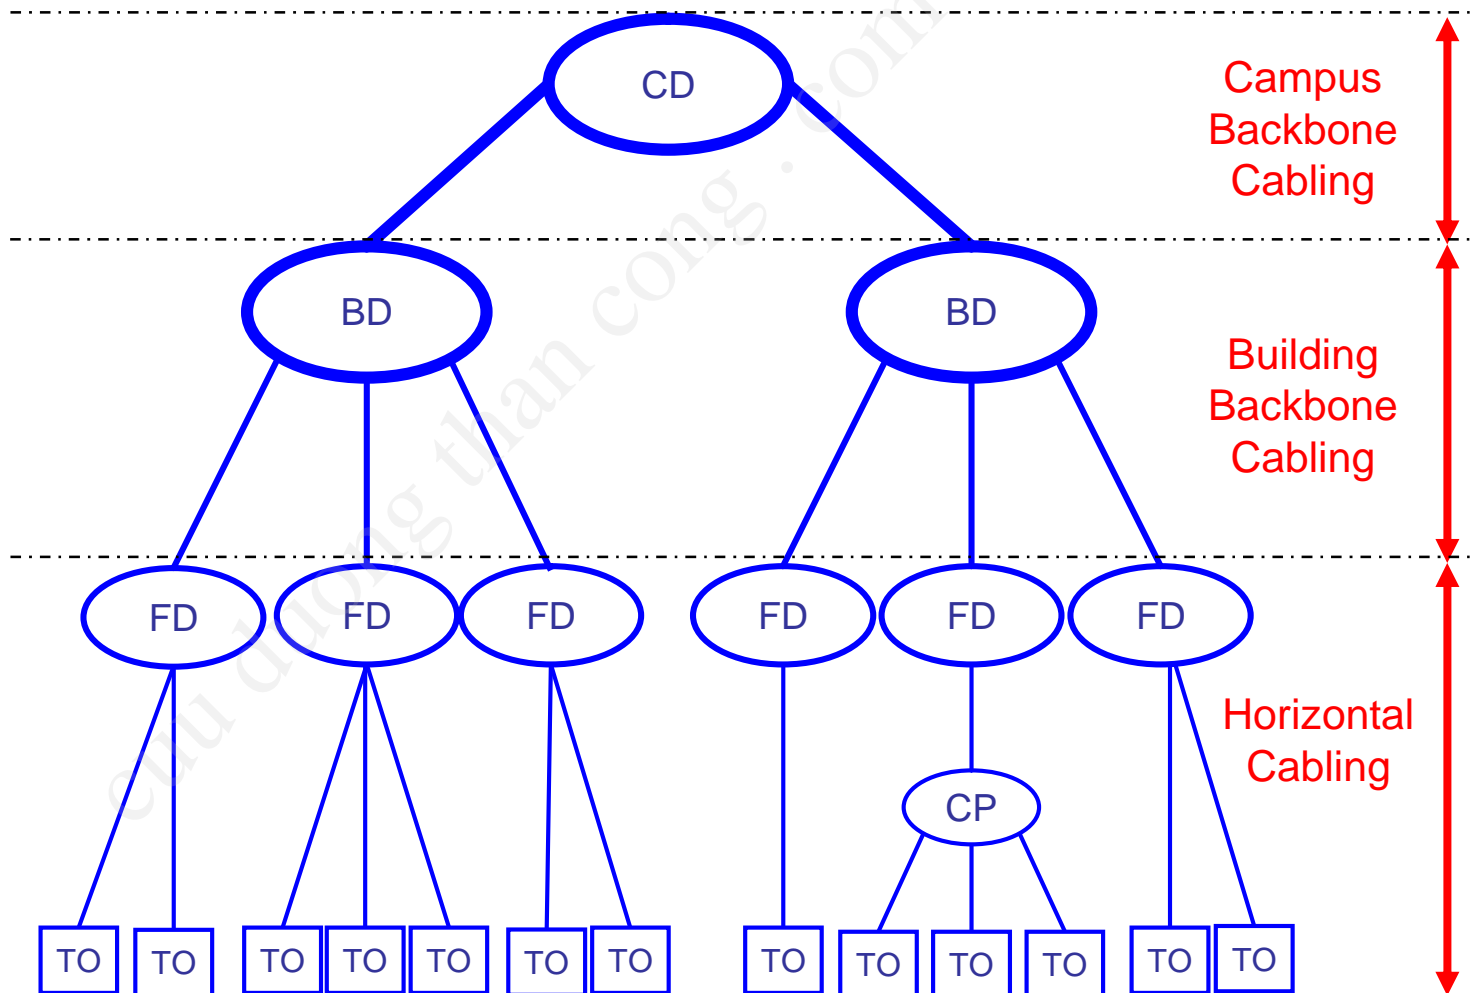 CD
Campus
Backbone
Cabling
BD
BD
Building
Backbone
Cabling
FD
FD
FD
FD
FD
FD
Horizontal
Cabling
CP
TO
TO
TO
TO
TO
TO
TO
TO
TO
TO
TO
TO
TO
cuu duong than cong . com